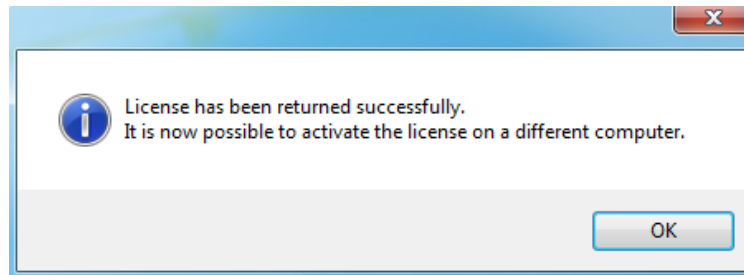 License has been returned successfully.
It is now possible to activate the license on a different computer.
OK